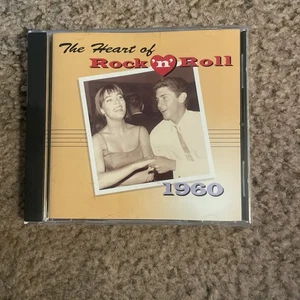 The Heart of
Rock n' Roll
1960